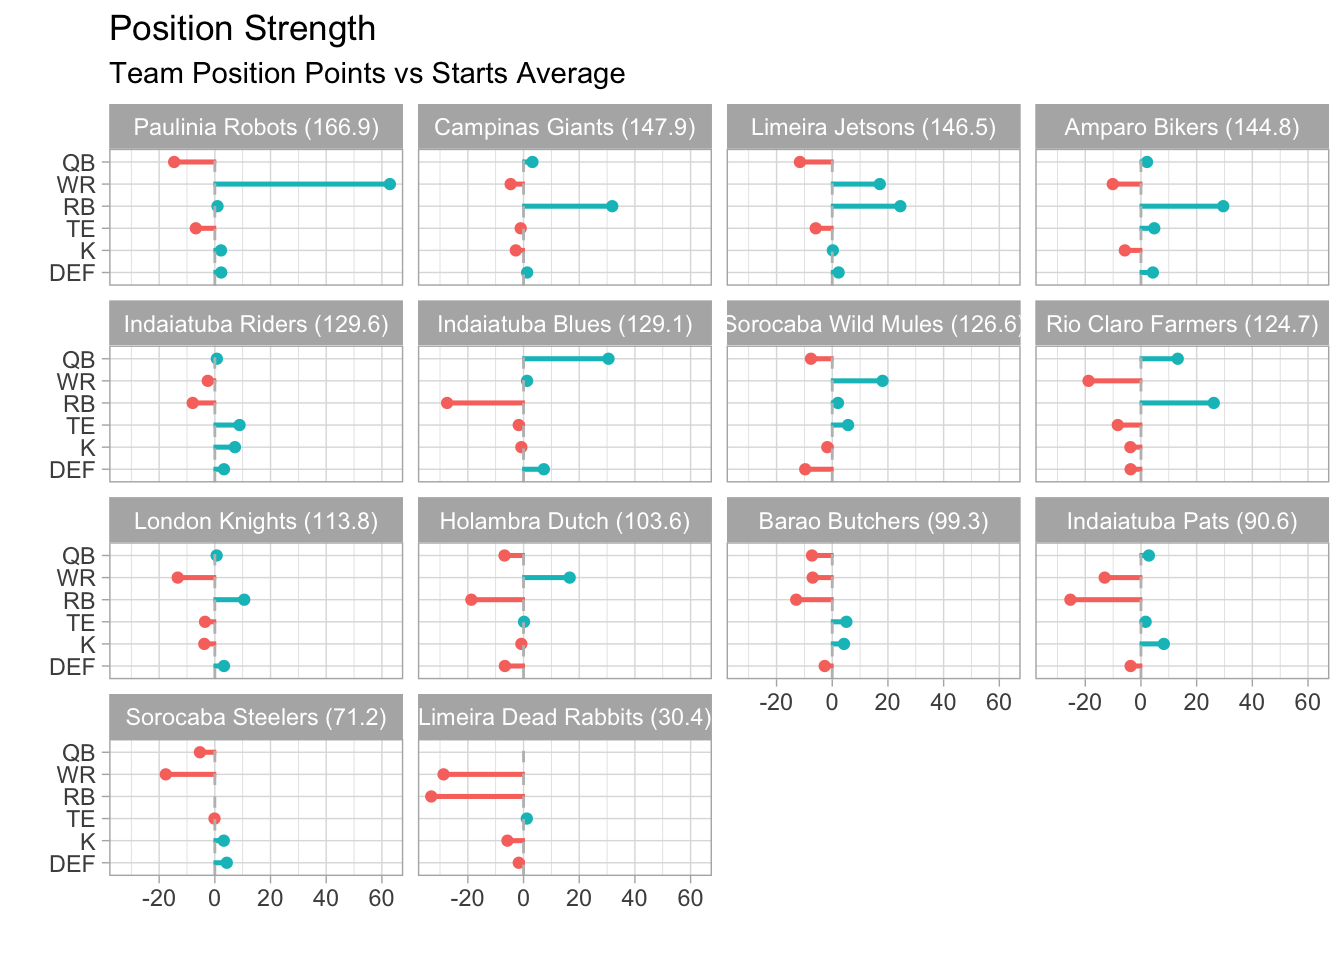 Position Strength
Team Position Points vs Starts Average
Paulinia Robots (166.9)
Campinas Giants (147.9)
Limeira Jetsons (146.5)
Amparo Bikers (144.8)
QB
WR
RB
TE
K
DEF
Indaiatuba Riders (129.6)
Indaiatuba Blues (129.1)
Sorocaba Wild Mules (126.6)
Rio Claro Farmers (124.7)
QB
WR
RB
TE
K
DEF
London Knights (113.8)
Holambra Dutch (103.6)
Barao Butchers (99.3)
Indaiatuba Pats (90.6)
QB
WR
RB
TE
K
DEF
-20 0 20 40 60
-20 0 20 40 60
Sorocaba Steelers (71.2)
Limeira Dead Rabbits (30.4)
QB
WR
RB
TE
K
DEF
-20 0 20 40 60
-20 0 20 40 60